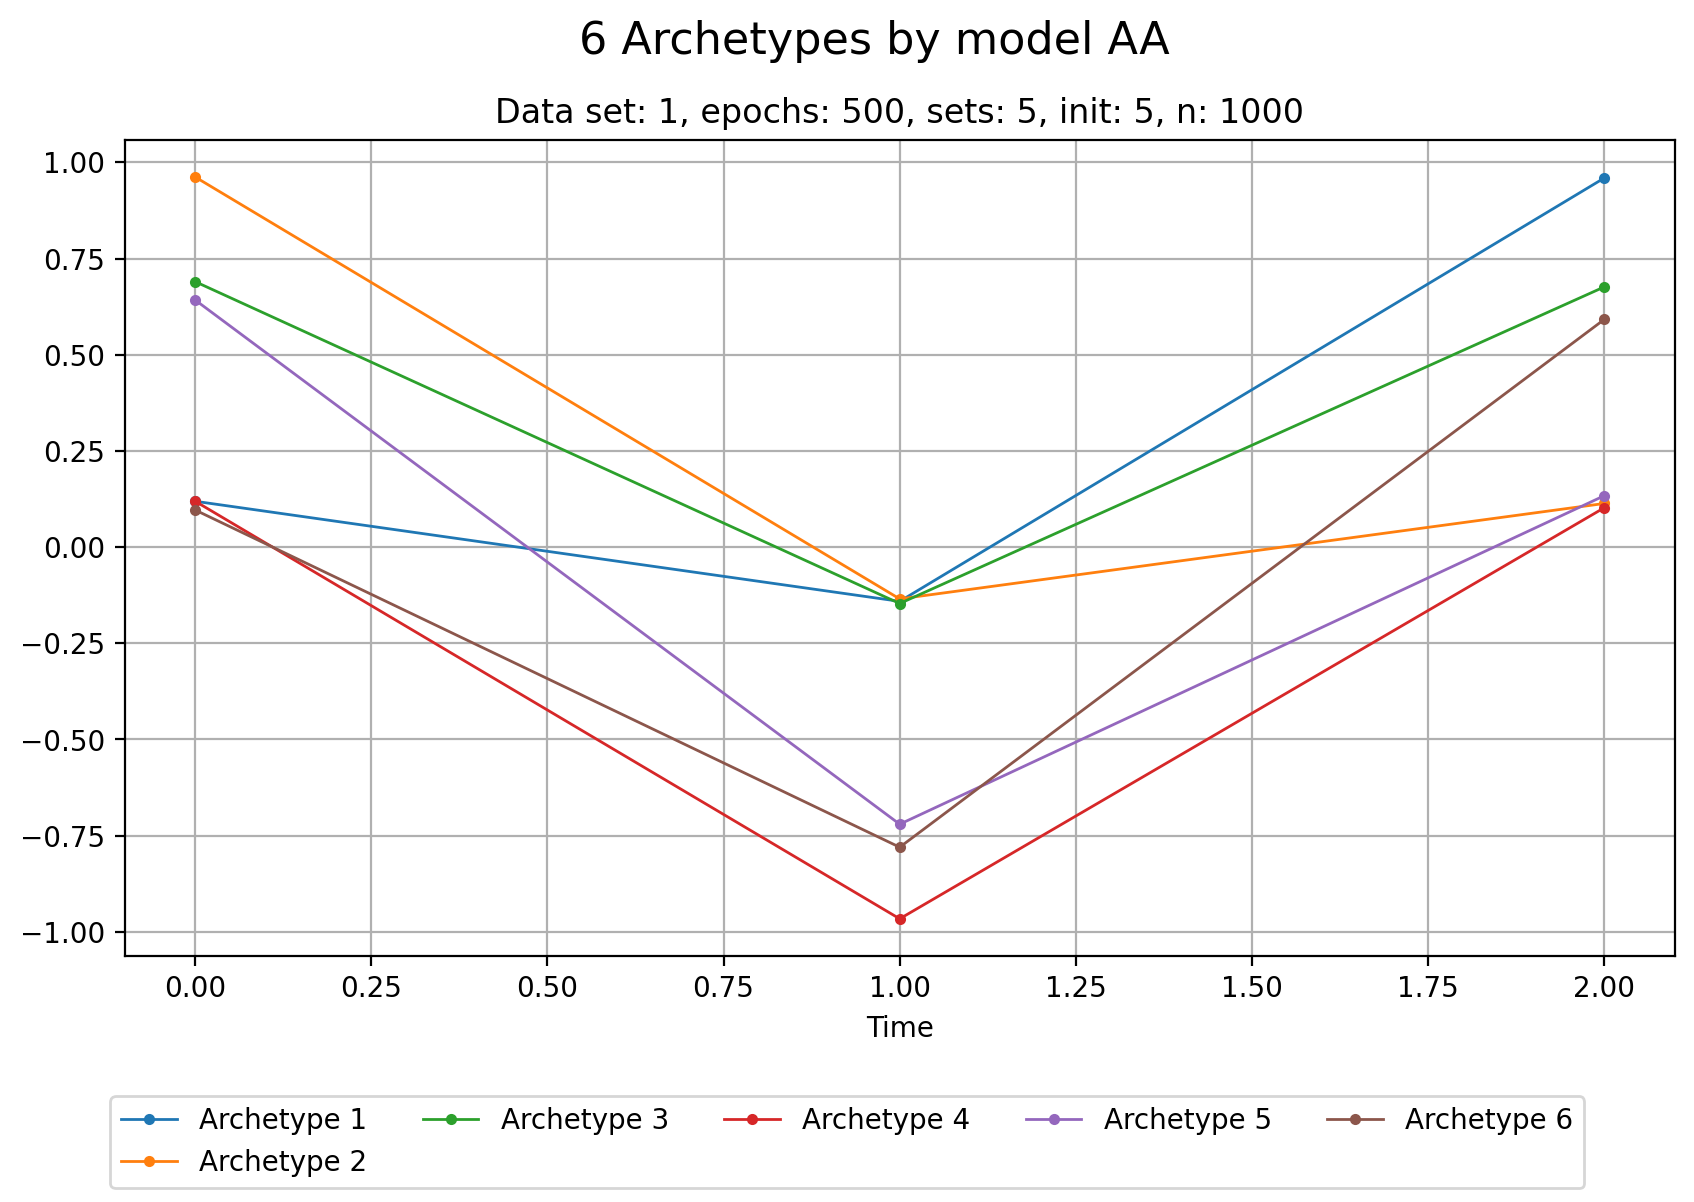 6 Archetypes by model AA
Data set: 1, epochs: 500, sets: 5, init: 5, n: 1000
1.00
0.75
0.50
0.25
0.00
−0.25
−0.50
−0.75
−1.00
0.00 0.25 0.50 0.75 1.00 1.25 1.50 1.75 2.00
Time
Archetype 1 Archetype 3 Archetype 4 Archetype 5 Archetype 6
Archetype 2